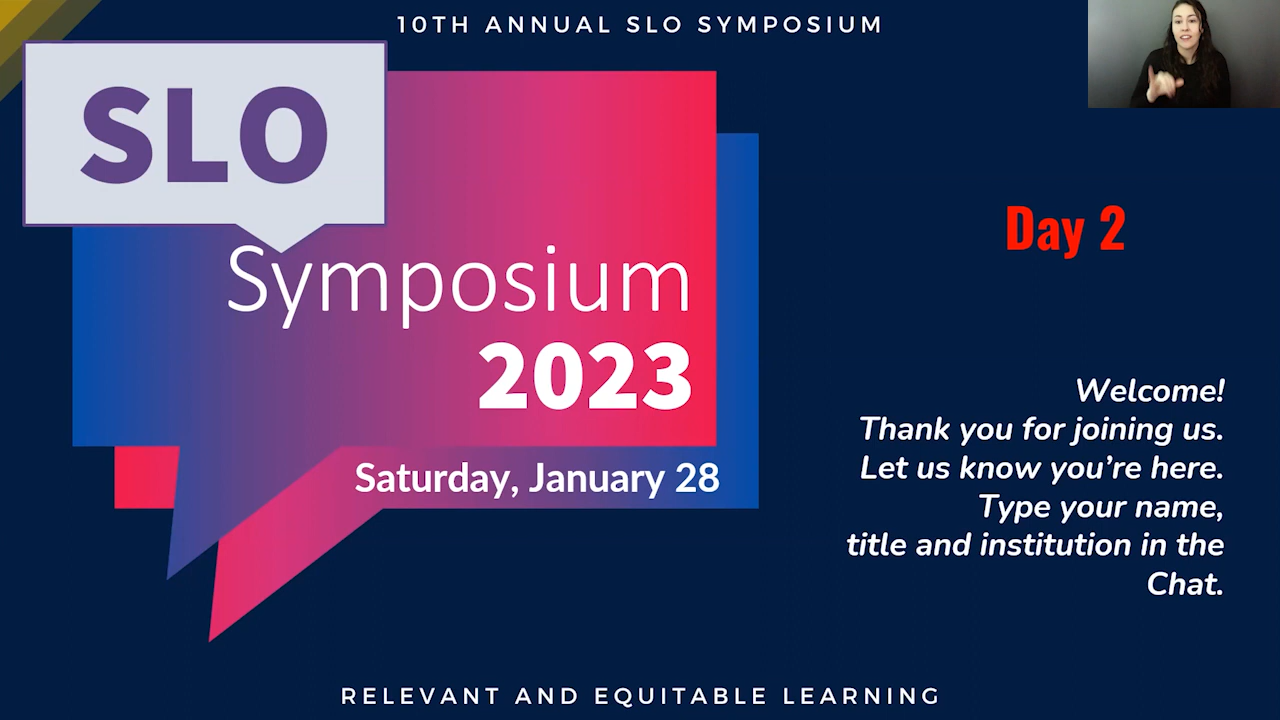 10TH ANNUAL SLO SYMPOSIUM
SLO
Symposium
2023
Saturday, January 28
Day 2
Welcome!
Thank you for joining us.
Let us know you’re here.
Type your name,
title and institution in the
Chat.
RELEVANT AND EQUITABLE LEARNING